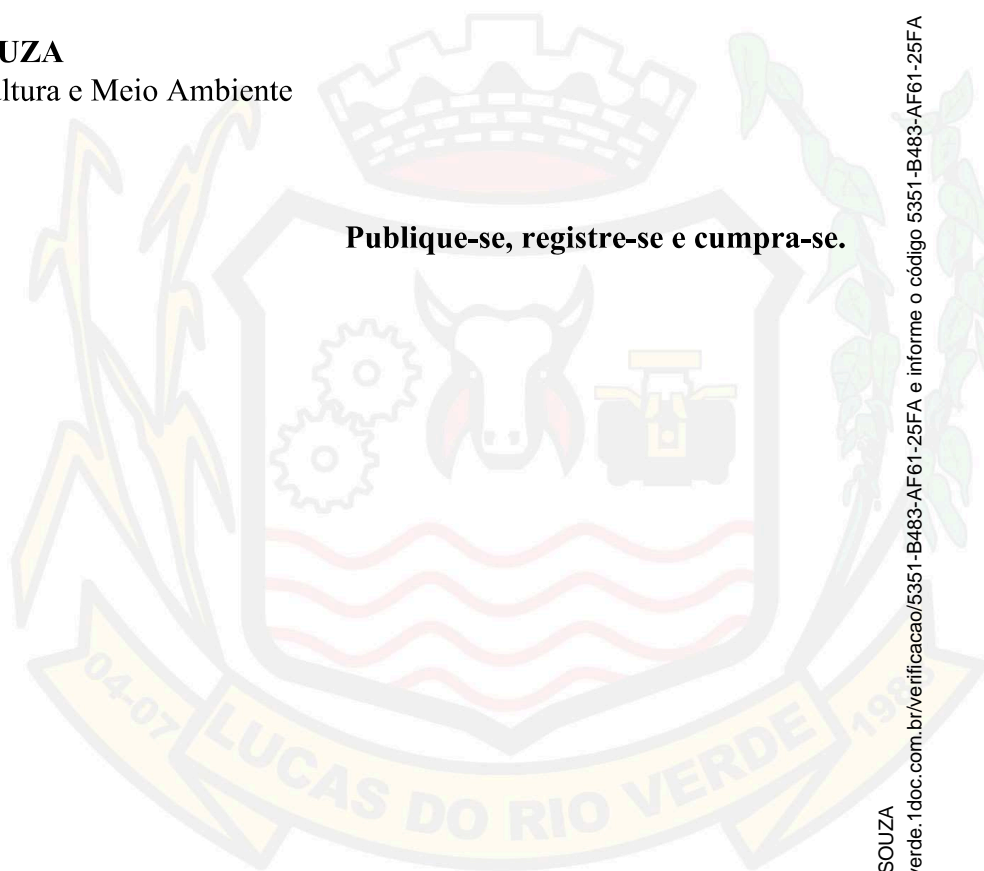 UZA
ltura e Meio Ambiente
Publique-se, registre-se e cumpra-se.
04-07
LUCAS DO RIO VERDE
SOUZA
verde.1doc.com.br/verificacao/5351-B483-AF61-25FA e informe o código 5351-B483-AF61-25FA